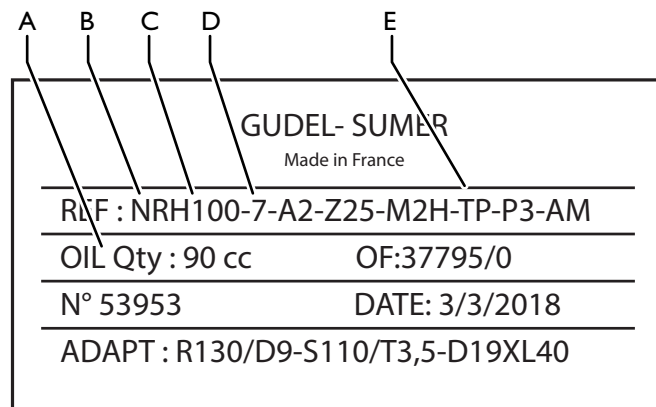 A B C D E
GUDEL- SUMER
Made in France
REF : NRH100-7-A2-Z25-M2H-TP-P3-AM
OIL Qty : 90 cc OF:37795/0
N° 53953 DATE: 3/3/2018
ADAPT : R130/D9-S110/T3,5-D19XL40